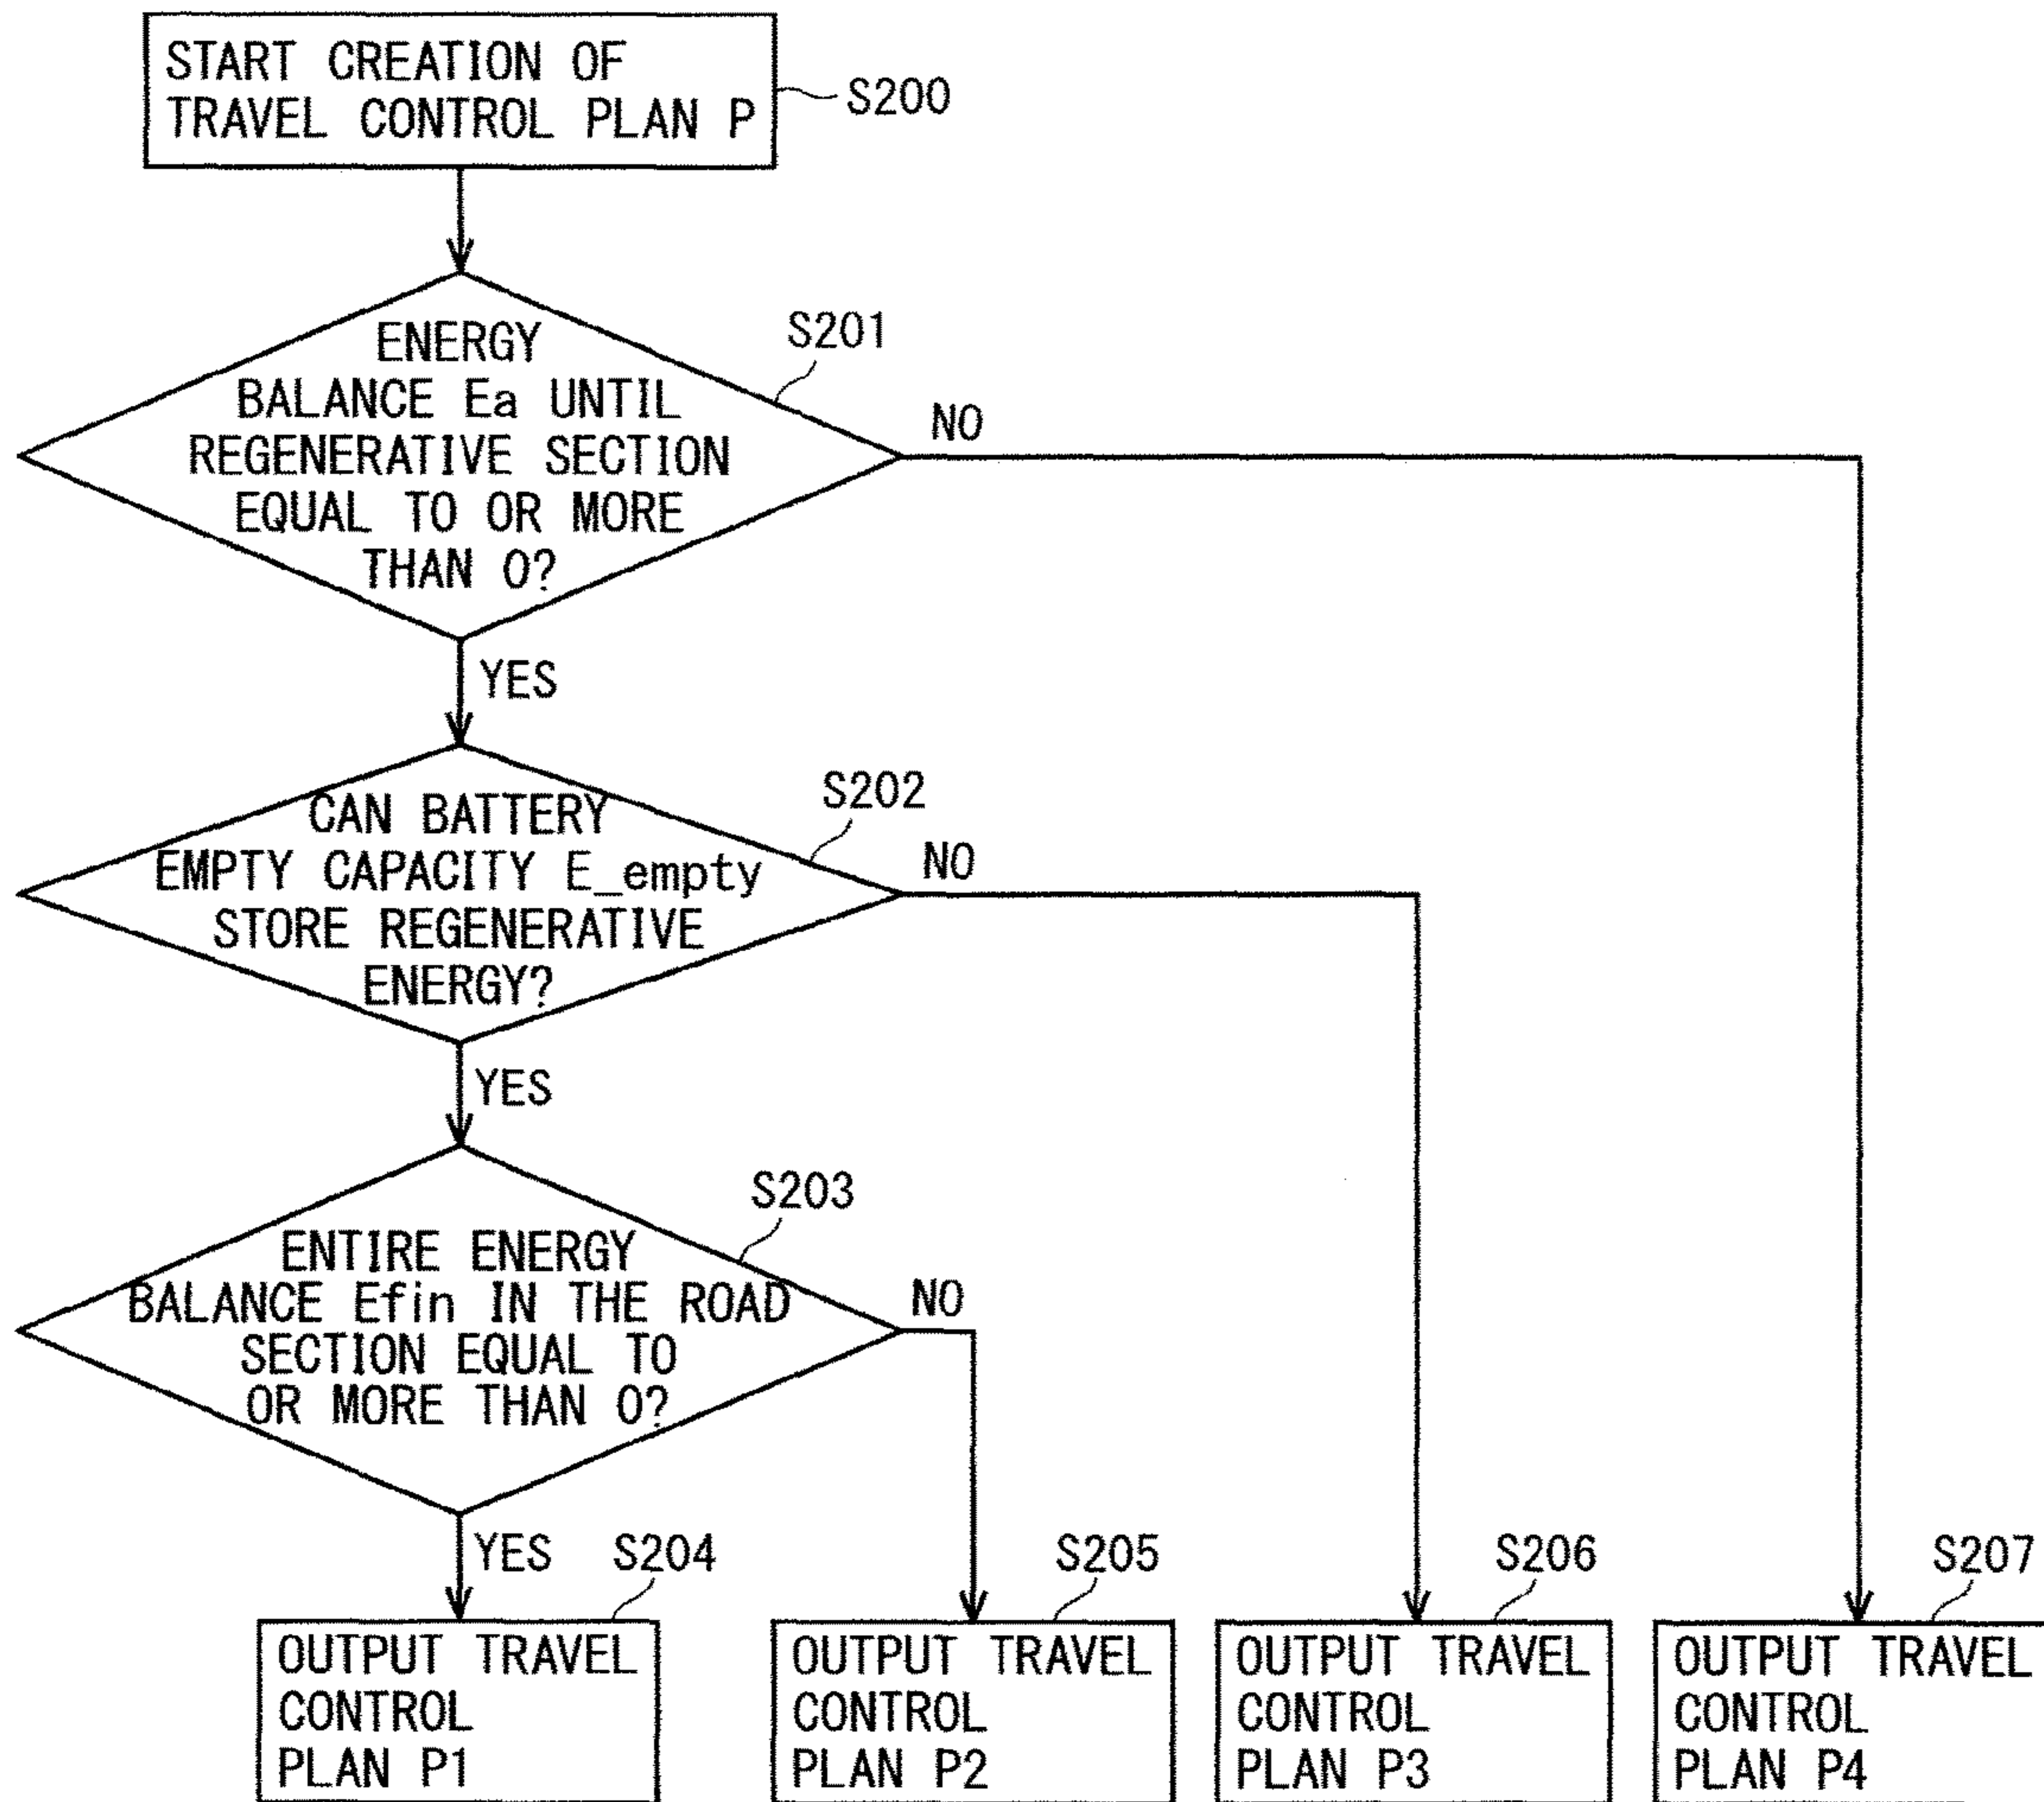 START CREATION OF
TRAVEL CONTROL PLAN P
S200
S201
ENERGY
BALANCE Ea UNTIL
REGENERATIVE SECTION
EQUAL TO OR MORE
THAN 0?
NO
YES
S202
CAN BATTERY
EMPTY CAPACITY E_empty
STORE REGENERATIVE
ENERGY?
NO
YES
S203
ENTIRE ENERGY
BALANCE Efin IN THE ROAD
SECTION EQUAL TO
OR MORE THAN 0?
NO
YES
S204
OUTPUT TRAVEL
CONTROL
PLAN P1
S205
OUTPUT TRAVEL
CONTROL
PLAN P2
S206
OUTPUT TRAVEL
CONTROL
PLAN P3
S207
OUTPUT TRAVEL
CONTROL
PLAN P4